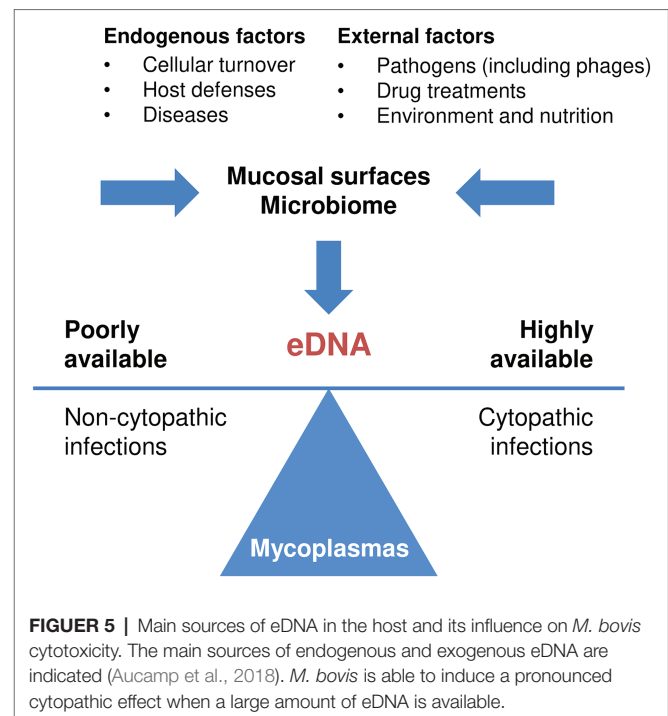 Endogenous factors
• Cellular turnover
• Host defenses
• Diseases
External factors
• Pathogens (including phages)
• Drug treatments
• Environment and nutrition
Mucosal surfaces
Microbiome
Poorly
available
eDNA
Highly
available
Non-cytopathic
infections
Cytopathic
infections
Mycoplasmas
FIGUER 5 | Main sources of eDNA in the host and its influence on M. bovis
cytotoxicity. The main sources of endogenous and exogenous eDNA are
indicated (Aucamp et al., 2018). M. bovis is able to induce a pronounced
cytopathic effect when a large amount of eDNA is available.